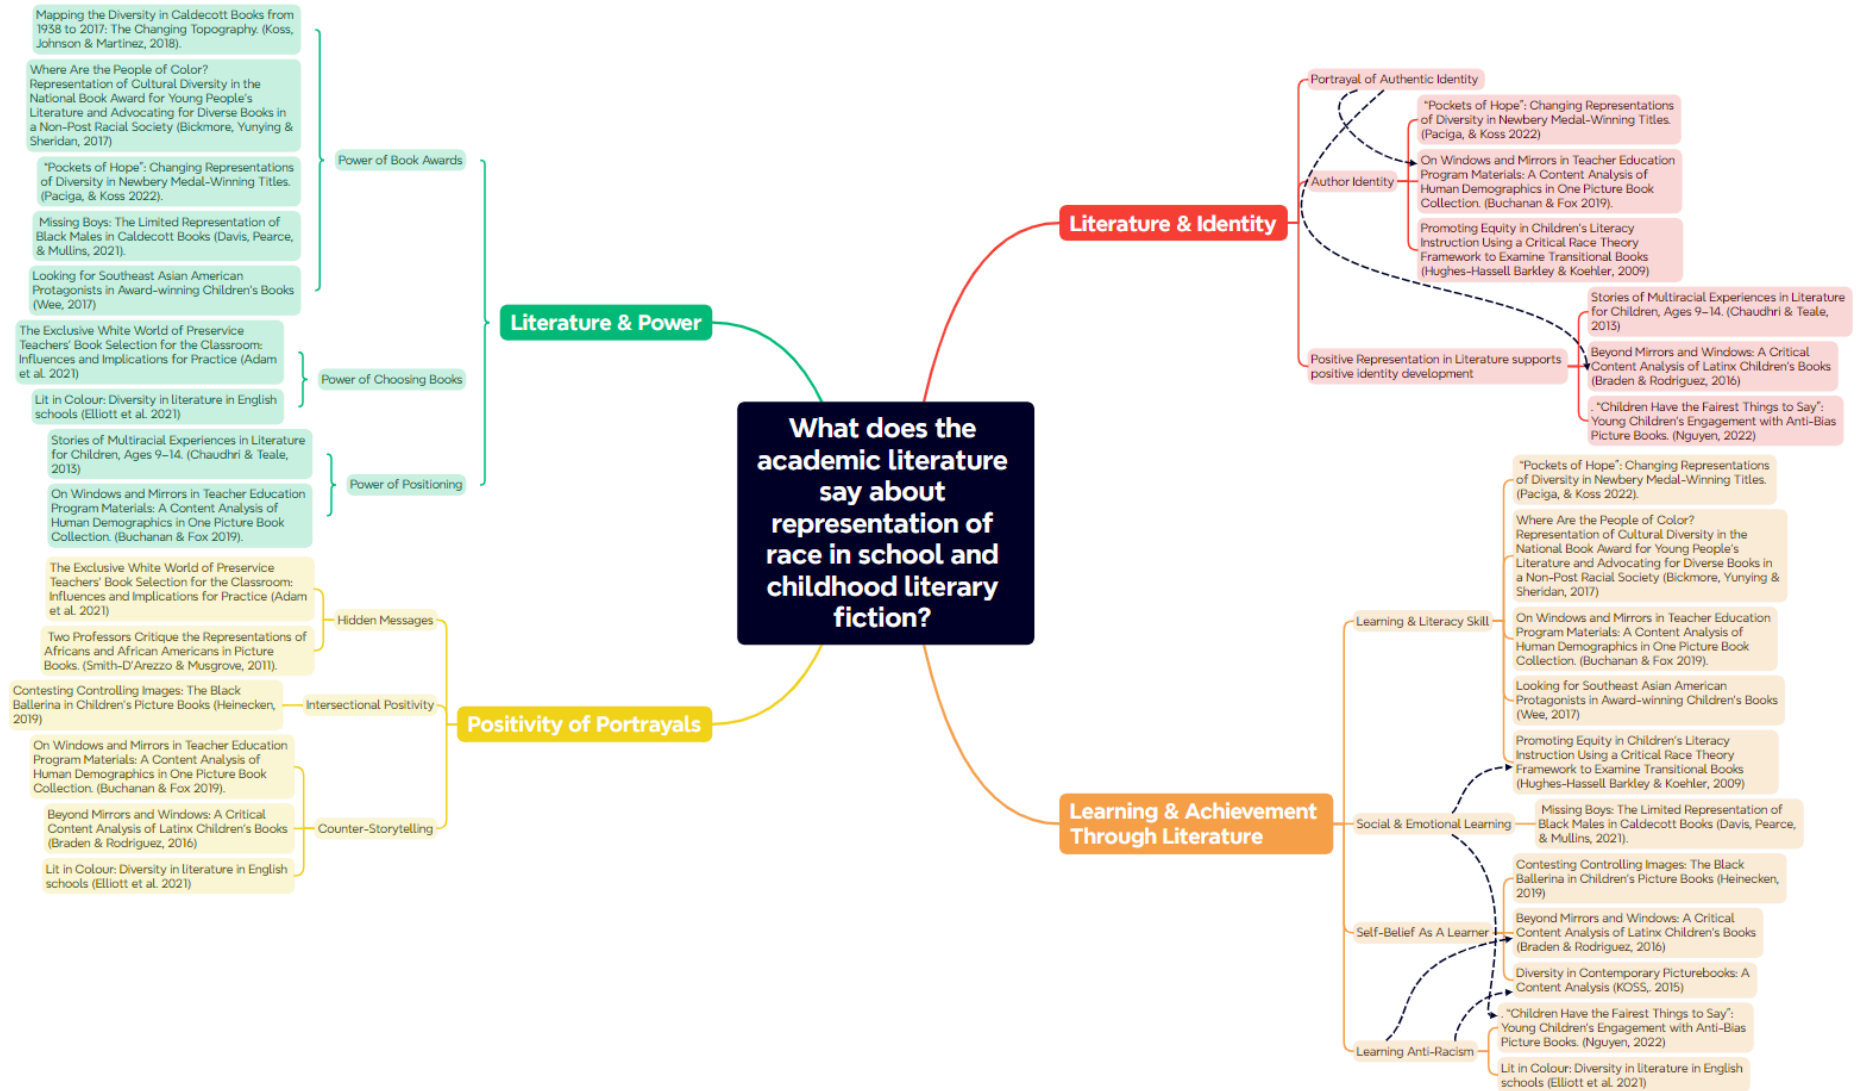 Mapping the Diversity in Caldecott Books from
1938 to 2017: The Changing Topography. (Koss,
Johnson & Martinez, 2018).
Where Are the People of Color?
Representation of Cultural Diversity in the
National Book Award for Young People's
Literature and Advocating for Diverse Books in
a Non-Post Racial Society (Bickmore, Yunying &
Sheridan, 2017)
"Pockets of Hope": Changing Representations
of Diversity in Newbery Medal-Winning Titles.
(Paciga, & Koss 2022).
Missing Boys: The Limited Representation of
Black Males in Caldecott Books (Davis, Pearce,
& Mullins, 2021).
Looking for Southeast Asian American
Protagonists in Award-winning Children's Books
(Wee, 2017)
Power of Book Awards
The Exclusive White World of Preservice
Teachers' Book Selection for the Classroom:
Influences and Implications for Practice (Adam
et al. 2021)
Lit in Colour: Diversity in literature in English
schools (Elliott et al. 2021)
Power of Choosing Books
Stories of Multiracial Experiences in Literature
for Children, Ages 9–14. (Chaudhri & Teale,
2013)
On Windows and Mirrors in Teacher Education
Program Materials: A Content Analysis of
Human Demographics in One Picture Book
Collection. (Buchanan & Fox 2019).
Power of Positioning
Literature & Power
The Exclusive White World of Preservice
Teachers' Book Selection for the Classroom:
Influences and Implications for Practice (Adam
et al. 2021)
Two Professors Critique the Representations of
Africans and African Americans in Picture
Books. (Smith-D'Arezzo & Musgrove, 2011).
Hidden Messages
Contesting Controlling Images: The Black
Ballerina in Children's Picture Books (Heinecken,
2019)
Intersectional Positivity
On Windows and Mirrors in Teacher Education
Program Materials: A Content Analysis of
Human Demographics in One Picture Book
Collection. (Buchanan & Fox 2019).
Beyond Mirrors and Windows: A Critical
Content Analysis of Latinx Children's Books
(Braden & Rodriguez, 2016)
Lit in Colour: Diversity in literature in English
schools (Elliott et al. 2021)
Counter-Storytelling
Positivity of Portrayals
What does the
academic literature
say about
representation of
race in school and
childhood literary
fiction?
Literature & Identity
Portrayal of Authentic Identity
Author Identity
"Pockets of Hope": Changing Representations
of Diversity in Newbery Medal-Winning Titles.
(Paciga, & Koss 2022)
On Windows and Mirrors in Teacher Education
Program Materials: A Content Analysis of
Human Demographics in One Picture Book
Collection. (Buchanan & Fox 2019).
Promoting Equity in Children's Literacy
Instruction Using a Critical Race Theory
Framework to Examine Transitional Books
(Hughes-Hassell Barkley & Koehler, 2009)
Positive Representation in Literature supports
positive identity development
Stories of Multiracial Experiences in Literature
for Children, Ages 9–14. (Chaudhri & Teale,
2013)
Beyond Mirrors and Windows: A Critical
Content Analysis of Latinx Children's Books
(Braden & Rodriguez, 2016)
. "Children Have the Fairest Things to Say":
Young Children's Engagement with Anti-Bias
Picture Books. (Nguyen, 2022)
Learning & Achievement
Through Literature
Learning & Literacy Skill
"Pockets of Hope": Changing Representations
of Diversity in Newbery Medal-Winning Titles.
(Paciga, & Koss 2022).
Where Are the People of Color?
Representation of Cultural Diversity in the
National Book Award for Young People's
Literature and Advocating for Diverse Books in
a Non-Post Racial Society (Bickmore, Yunying &
Sheridan, 2017)
On Windows and Mirrors in Teacher Education
Program Materials: A Content Analysis of
Human Demographics in One Picture Book
Collection. (Buchanan & Fox 2019).
Looking for Southeast Asian American
Protagonists in Award-winning Children's Books
(Wee, 2017)
Promoting Equity in Children's Literacy
Instruction Using a Critical Race Theory
Framework to Examine Transitional Books
(Hughes-Hassell Barkley & Koehler, 2009)
Social & Emotional Learning
Missing Boys: The Limited Representation of
Black Males in Caldecott Books (Davis, Pearce,
& Mullins, 2021).
Self-Belief As A Learner
Contesting Controlling Images: The Black
Ballerina in Children's Picture Books (Heinecken,
2019)
Beyond Mirrors and Windows: A Critical
Content Analysis of Latinx Children's Books
(Braden & Rodriguez, 2016)
Diversity in Contemporary Picturebooks: A
Content Analysis (KOSS,. 2015)
Learning Anti-Racism
. "Children Have the Fairest Things to Say":
Young Children's Engagement with Anti-Bias
Picture Books. (Nguyen, 2022)
Lit in Colour: Diversity in literature in English
schools (Elliott et al. 2021)